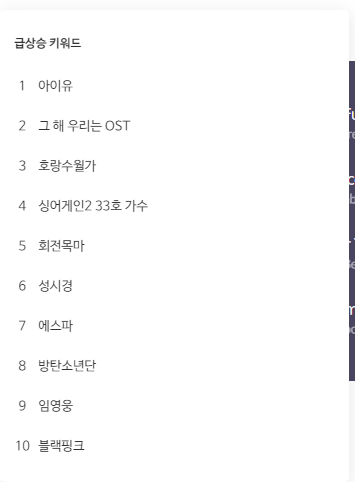 급상승 키워드
1 아이유
2 그 해 우리는 OST
3 호랑수월가
4 싱어게인2 33호 가수
5 회전목마
6 성시경
7 에스파
8 방탄소년단
9 임영웅
10 블랙핑크